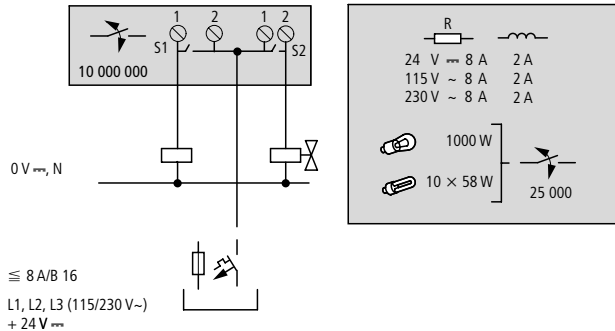 1 2 1 2
S1 S2
10 000 000
0 V ⎓, N
≦ 8 A/B 16
L1, L2, L3 (115/230 V~)
+ 24 V ⎓
R
24 V ⎓ 8 A 2 A
115 V ~ 8 A 2 A
230 V ~ 8 A 2 A
1000 W
10 × 58 W
25 000